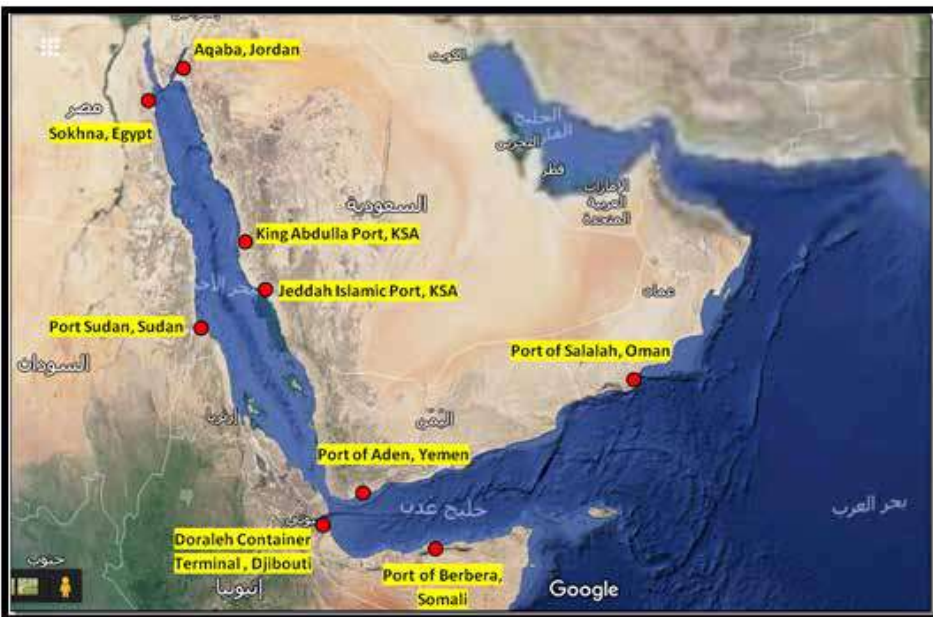 Aqaba, Jordan
الكويت
مصر
Sokhna, Egypt
البحرين
قطر
الإمارات
العربية
المتحدة
السعودية
King Abdulla Port, KSA
Jeddah Islamic Port, KSA
عمان
Port Sudan, Sudan
السودان
Port of Salalah, Oman
إرتريا
اليمن
Port of Aden, Yemen
خليج عدن
بحر العرب
Doraleh Container
Terminal , Djibouti
Port of Berbera,
Somali
جنوب
إثيوبيا
Google